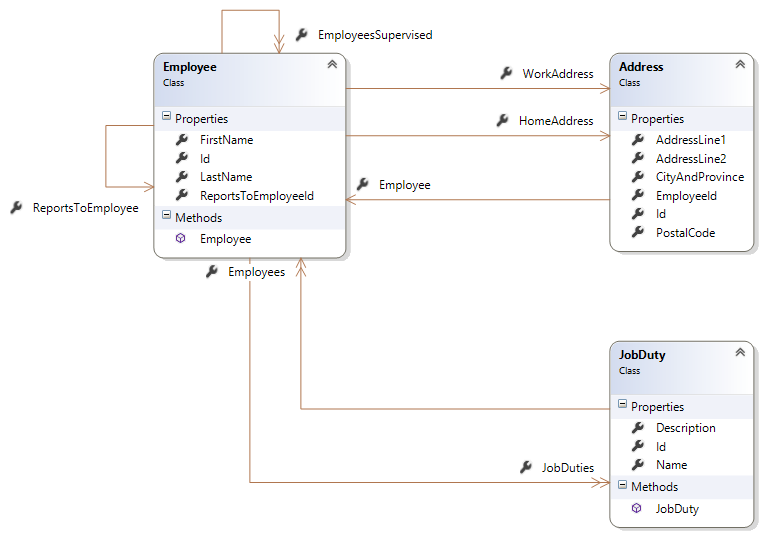 EmployeesSupervised
Employee
Class
Properties
FirstName
Id
LastName
ReportsToEmployeeId
Methods
Employee
ReportsToEmployee
WorkAddress
HomeAddress
Employee
Address
Class
Properties
AddressLine1
AddressLine2
CityAndProvince
EmployeeId
Id
PostalCode
Employees
JobDuties
JobDuty
Class
Properties
Description
Id
Name
Methods
JobDuty